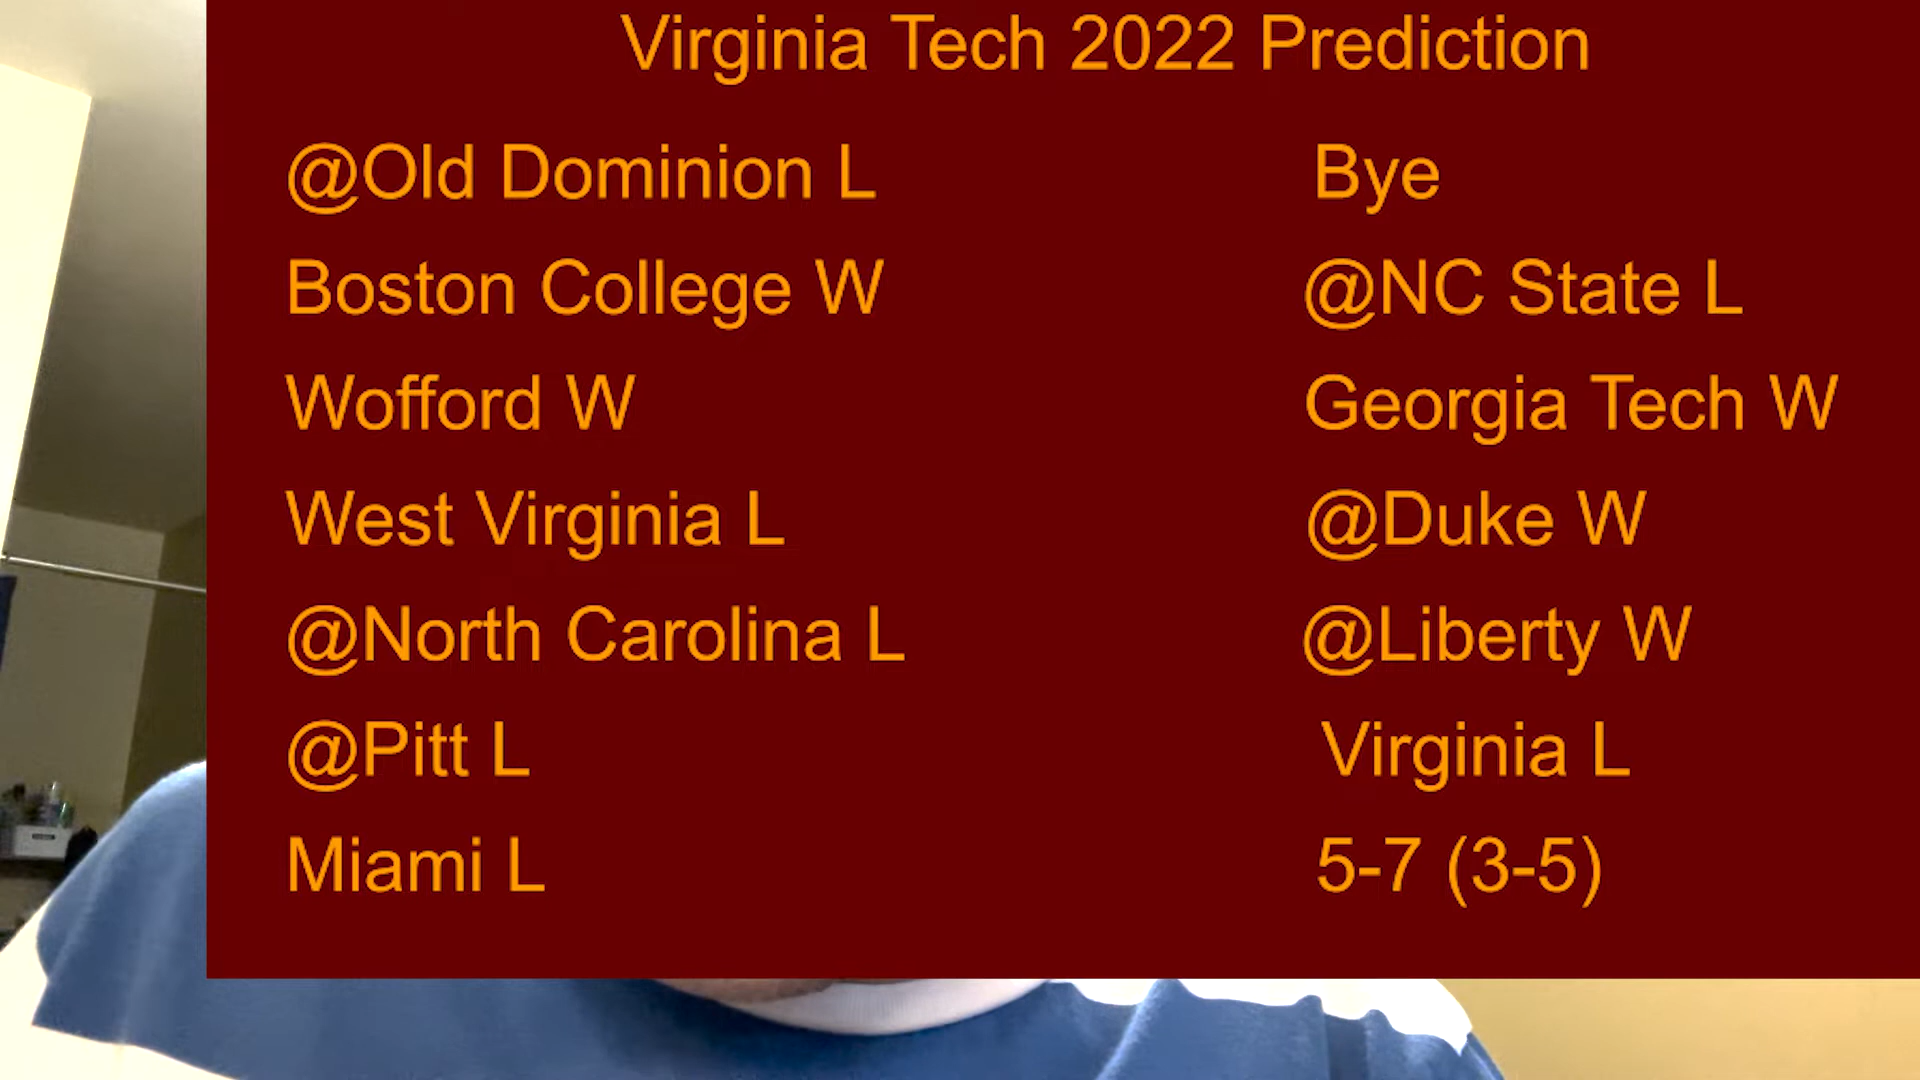 Virginia Tech 2022 Prediction
@Old Dominion L
Boston College W
Wofford W
West Virginia L
@North Carolina L
@Pitt L
Miami L
Bye
@NC State L
Georgia Tech W
@Duke W
@Liberty W
Virginia L
5-7 (3-5)